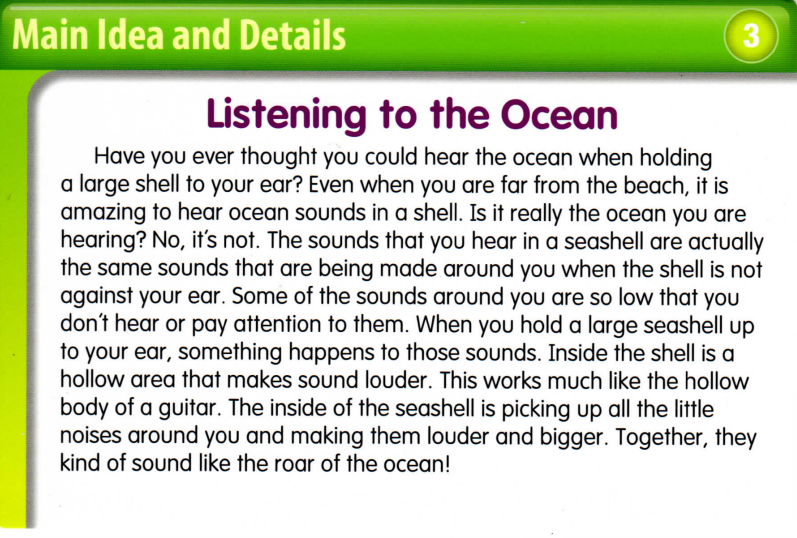 Main Idea and Details
3
Listening to the Ocean
Have you ever thought you could hear the ocean when holding
a large shell to your ear? Even when you are far from the beach, it is
amazing to hear ocean sounds in a shell. Is it really the ocean you are
hearing? No, it's not. The sounds that you hear in a seashell are actually
the same sounds that are being made around you when the shell is not
against your ear. Some of the sounds around you are so low that you
don't hear or pay attention to them. When you hold a large seashell up
to your ear, something happens to those sounds. Inside the shell is a
hollow area that makes sound louder. This works much like the hollow
body of a guitar. The inside of the seashell is picking up all the little
noises around you and making them louder and bigger. Together, they
kind of sound like the roar of the ocean!